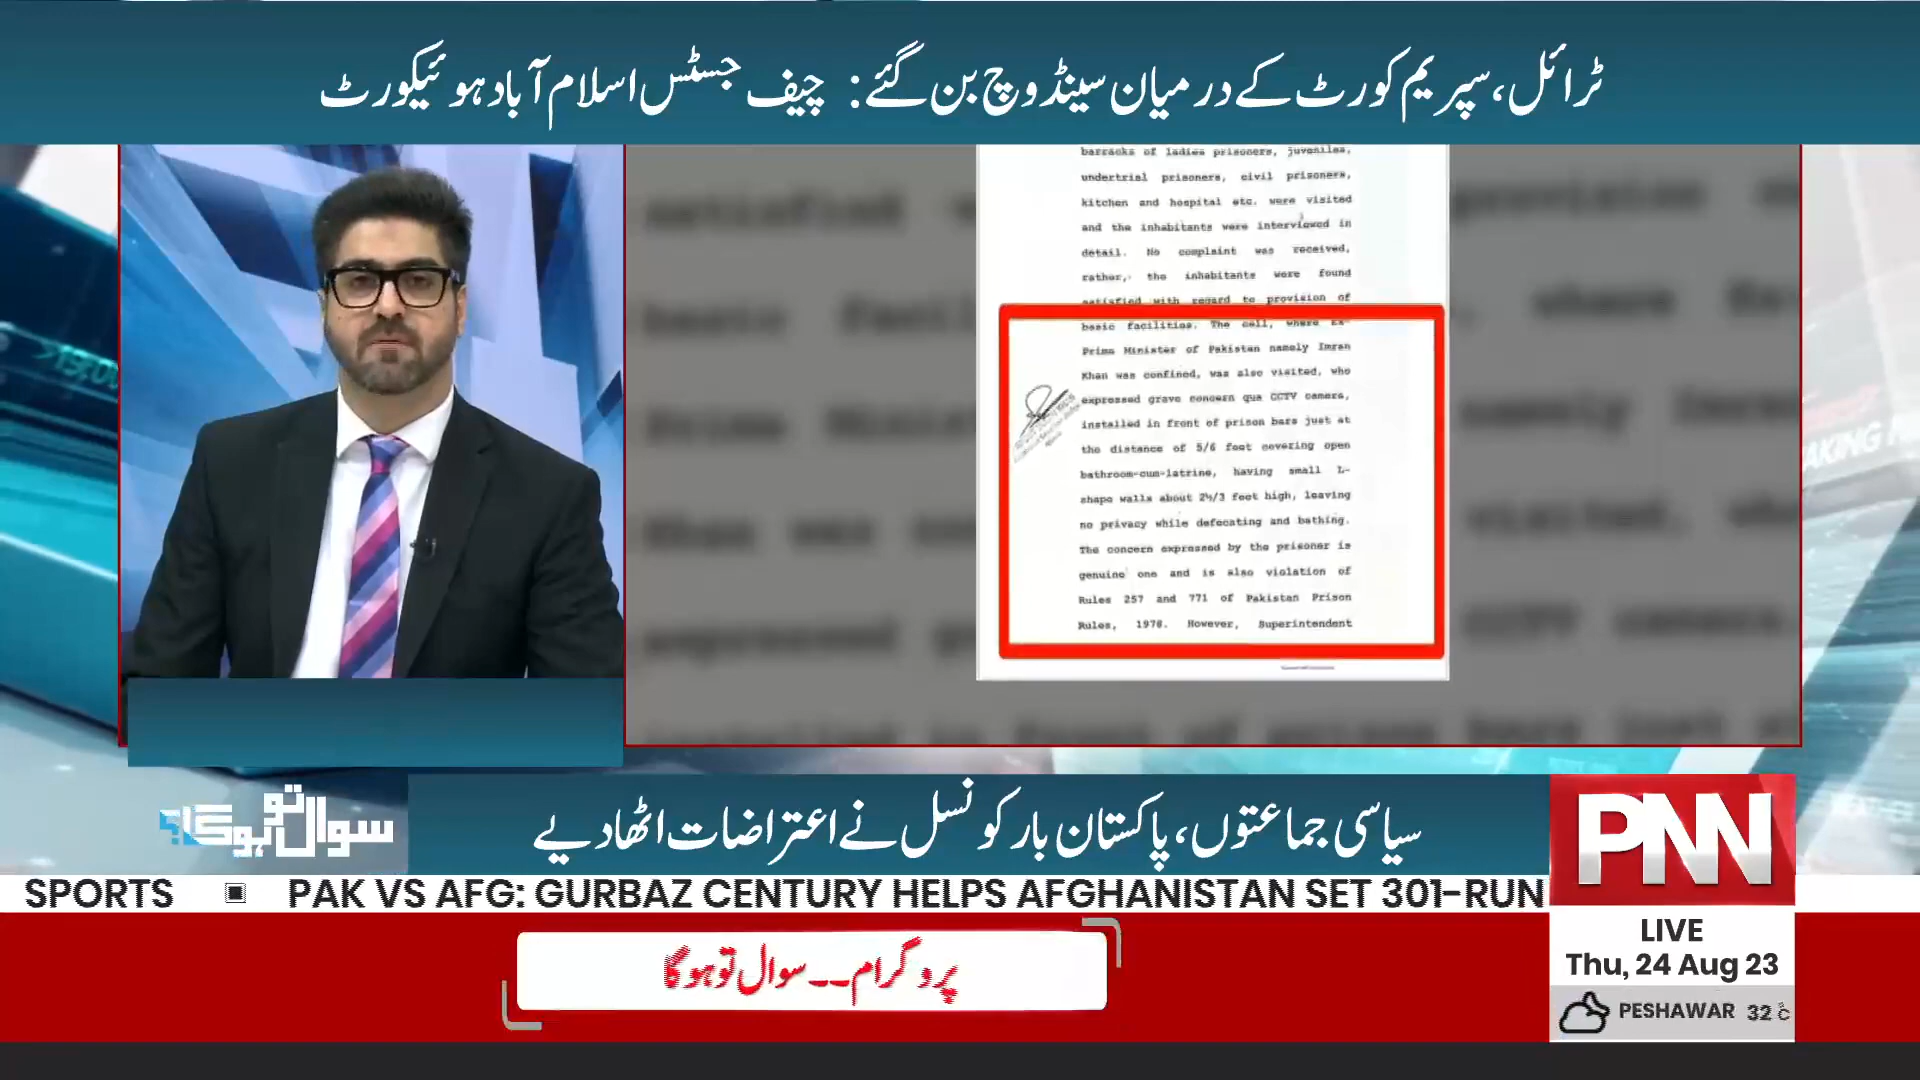 ٹرائل، سپریم کورٹ کے درمیان سینڈوچ بن گئے: چیف جسٹس اسلام آباد ہوئیکورٹ
barracks of ladies prisoners, juveniles,
undertrial prisoners, civil prisoners,
kitchen and hospital etc. were visited
and the inhabitants were interviewed in
detail. No complaint was received,
rather, the inhabitants were found
satisfied with regard to provision of
basic facilities. The cell, where Ex-
Prime Minister of Pakistan namely Imran
Khan was confined, was also visited, who
expressed grave concern qua CCTV camera,
installed in front of prison bars just at
the distance of 5/6 feet covering open
bathroom-cum-latrine, having small L-
shape walls about 2½/3 feet high, leaving
no privacy while defecating and bathing.
The concern expressed by the prisoner is
genuine one and is also violation of
Rules 257 and 771 of Pakistan Prison
Rules, 1978. However, Superintendent
سوال تو ہوگا؟
سیاسی جماعتوں، پاکستان بار کونسل نے اعتراضات اٹھادیے
PNN
SPORTS PAK VS AFG: GURBAZ CENTURY HELPS AFGHANISTAN SET 301-RUN
LIVE
Thu, 24 Aug 23
PESHAWAR 32°C
پروگرام۔۔سوال تو ہوگا